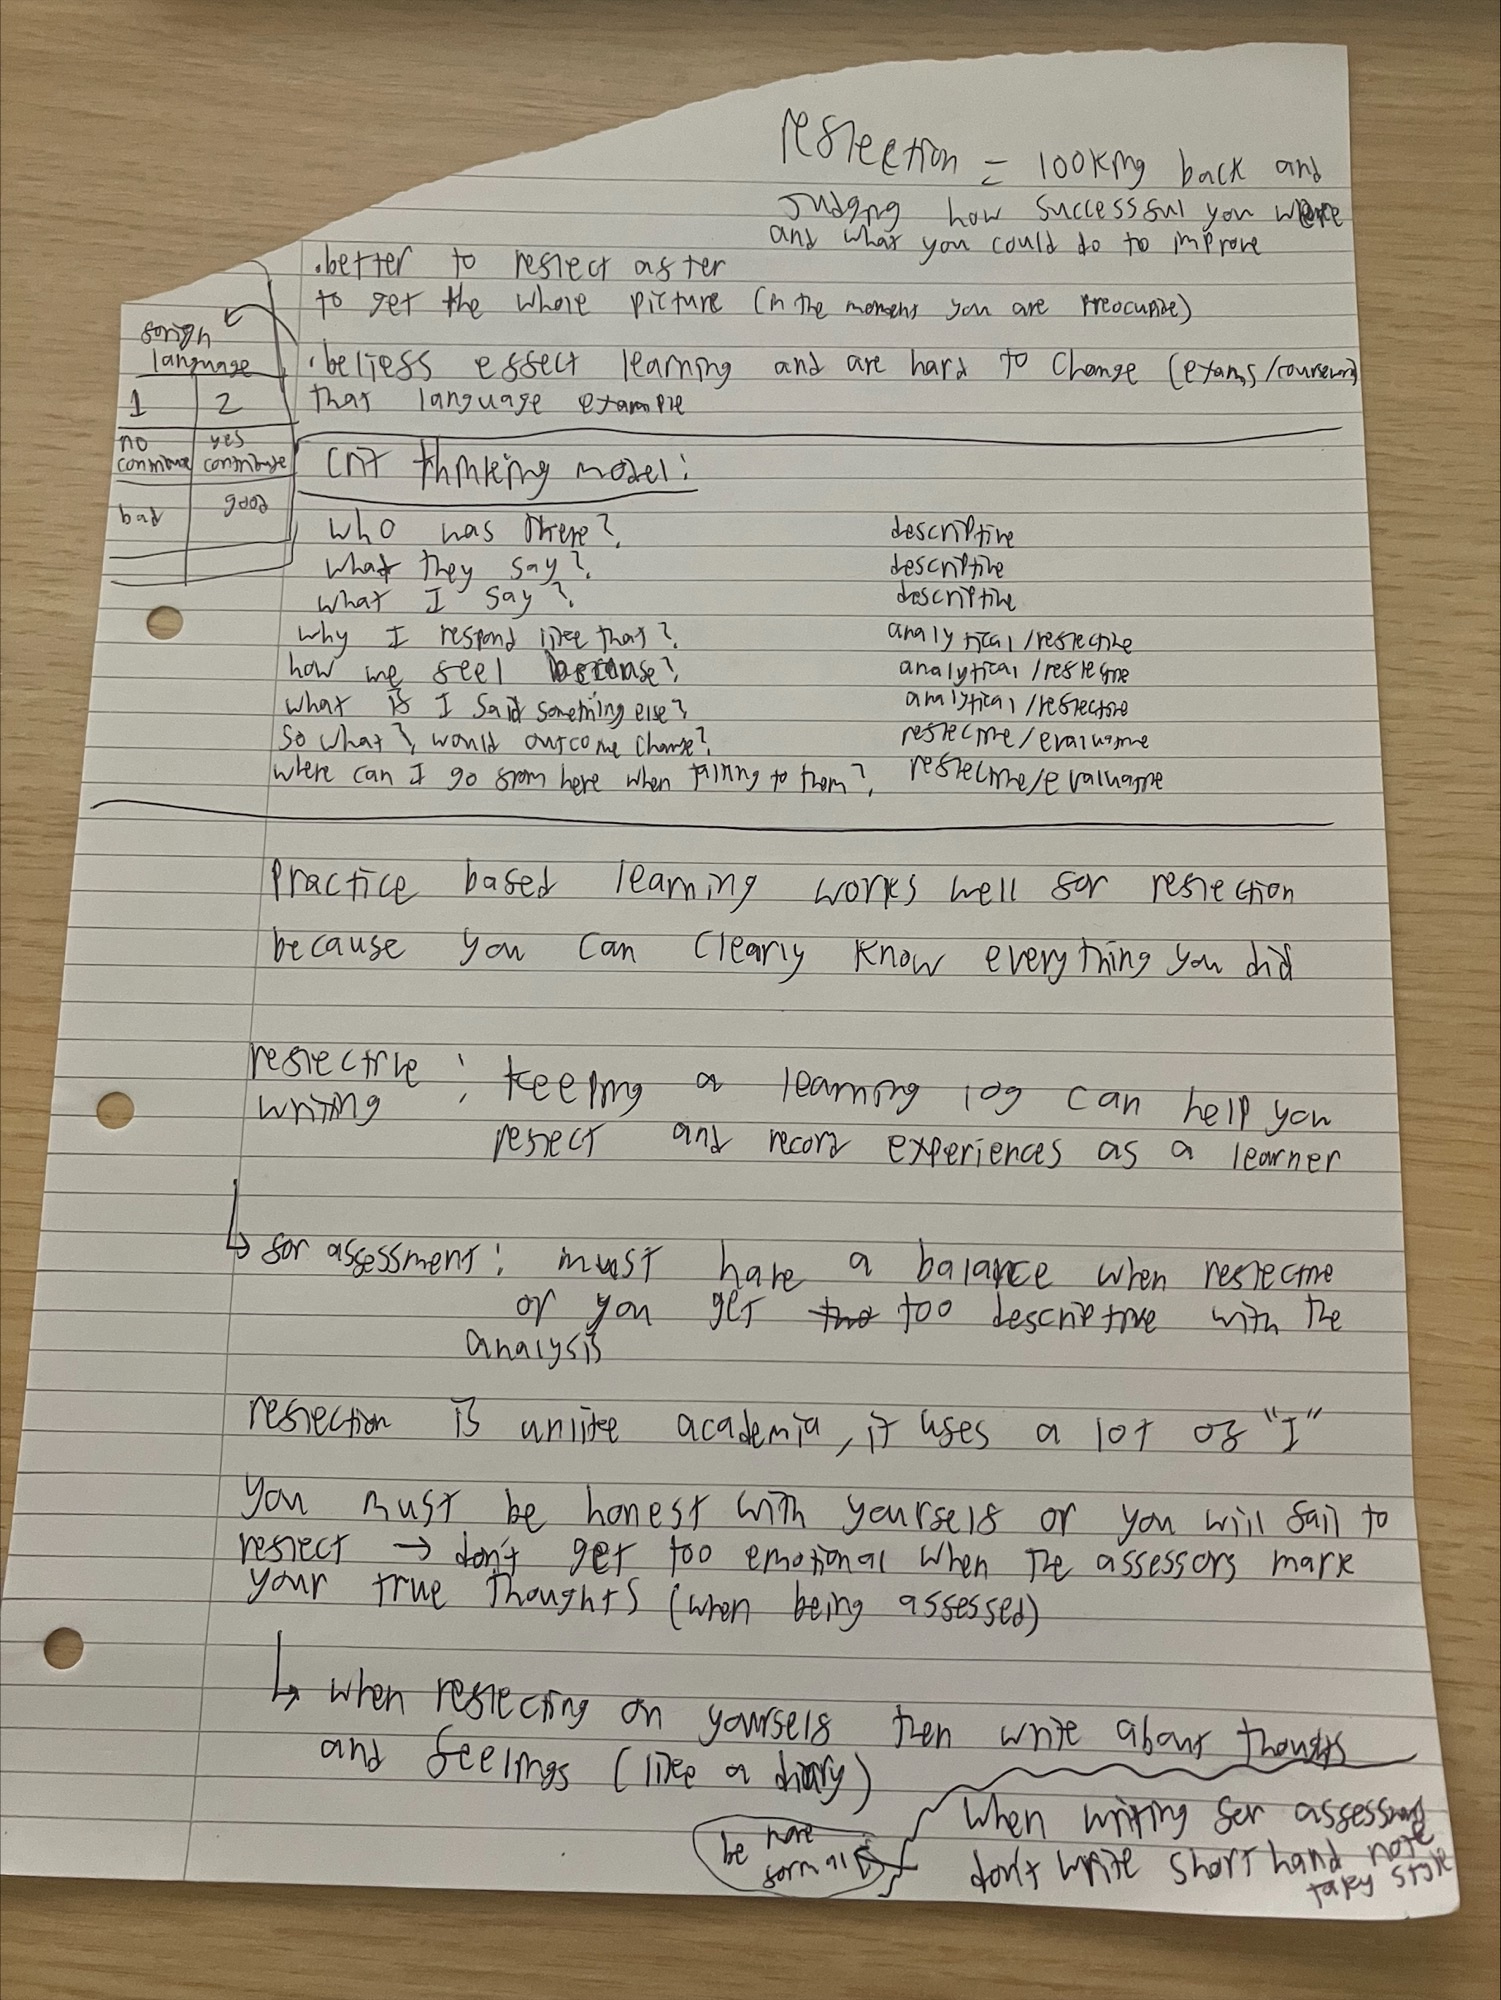 reflection = looking back and
Judging how successful you where
and what you could do to improve
. better to reflect after
to get the whole picture (in the moment you are preocupide)
. beliefs effect learning and are hard to change (exams/coursework)
that language example
foriegn
language
1 2
no contribute yes contribute
bad good
crit thinking model:
who was there? descriptive
what they say? descriptive
what I say? descriptive
why I respond like that? analytical/reflective
how we feel because? analytical/reflective
what if I said something else? analytical/reflective
So what? would outcome change? reflective/evaluative
where can I go from here when talking to them? reflective/evaluative
Practice based learning works well for reflection
because you can clearly know everything you did
reflective writing : keeping a learning log can help you
reflect and record experiences as a learner
↳ for assessment: must have a balance when reflective
or you get too descriptive with the
analysis
reflection is unlike academia, it uses a lot of "I"
you must be honest with yourself or you will fail to
reflect → don't get too emotional when the assessors mark
your true thoughts (when being assessed)
↳ when reflecting on yourself then write about thoughts
and feelings (like a diary)
when writing for assessment
don't write short hand note
taky style
be more
formal